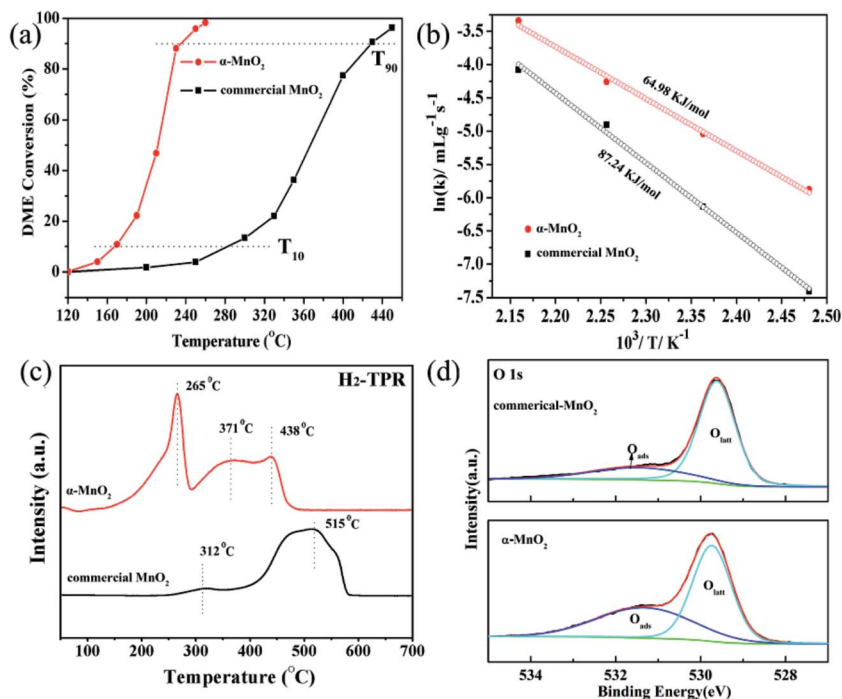 (a)
100
80
60
40
20
0
DME Conversion (%)
α-MnO₂
commercial MnO₂
T₉₀
T₁₀
120 160 200 240 280 320 360 400 440
Temperature (°C)
(b)
-3.5
-4.0
-4.5
-5.0
-5.5
-6.0
-6.5
-7.0
-7.5
ln(k)/ mLg⁻¹s⁻¹
64.98 KJ/mol
87.24 KJ/mol
α-MnO₂
commercial MnO₂
2.15 2.20 2.25 2.30 2.35 2.40 2.45 2.50
10³/ T/ K⁻¹
(c)
H₂-TPR
265 °C
371 °C
438 °C
α-MnO₂
515 °C
312 °C
commercial MnO₂
Intensity (a.u.)
100 200 300 400 500 600 700
Temperature (°C)
(d)
O 1s
commerical-MnO₂
Oads
Olatt
α-MnO₂
Oads
Olatt
Intensity(a.u.)
534 532 530 528
Binding Energy(eV)